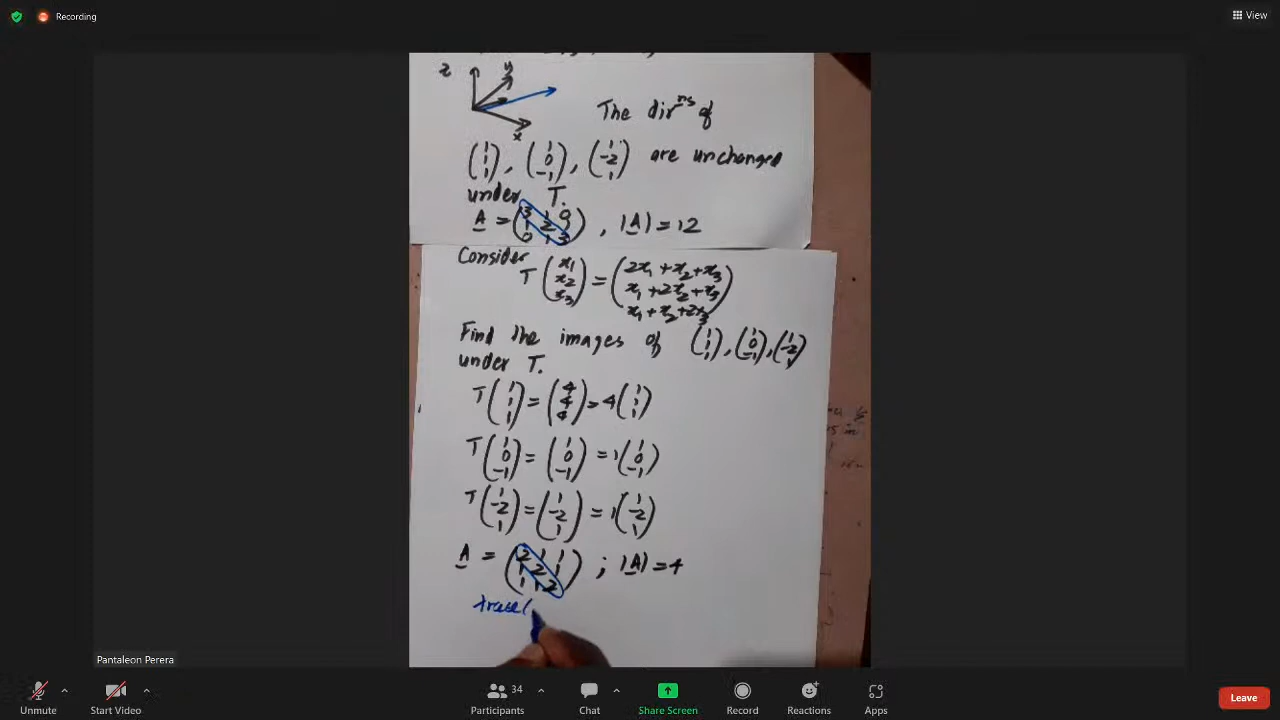 Recording
View
z y
x
The dir^ns of
(1 1 1), (1 0 -1), (1 -2 1) are unchanged
under T.
A = (3 1 0 1 2 1 0 1 3), |A| = 12
Consider
T (x1 x2 x3) = (2x1 + x2 + x3 x1 + 2x2 + x3 x1 + x2 + 2x3)
Find the images of (1 1 1), (1 0 -1), (1 -2 1)
under T.
T (1 1 1) = (4 4 4) = 4 (1 1 1)
T (1 0 -1) = (1 0 -1) = 1 (1 0 -1)
T (1 -2 1) = (1 -2 1) = 1 (1 -2 1)
A = (2 1 1 1 2 1 1 1 2) ; |A| = 4
trace(
Pantaleon Perera
Unmute
Start Video
34
Participants
Chat
Share Screen
Record
Reactions
Apps
Leave